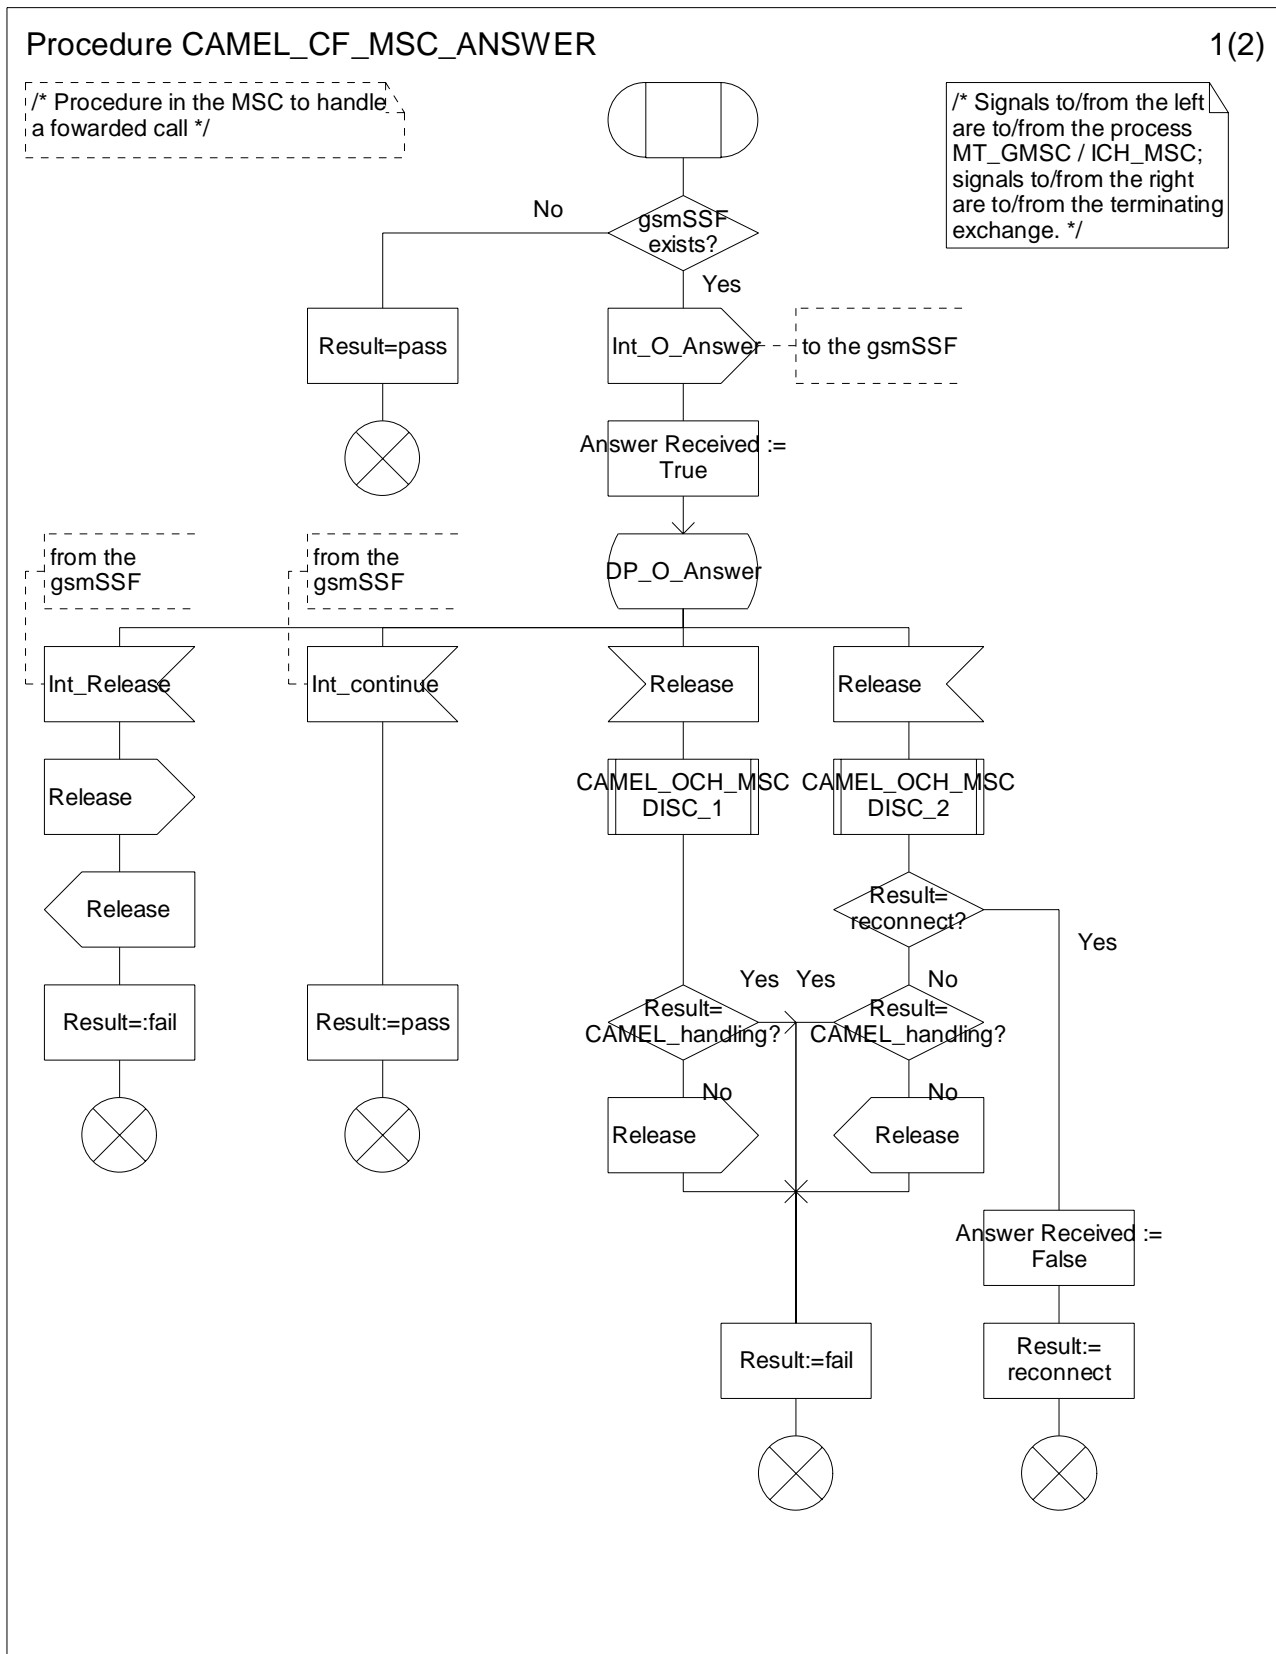 Procedure CAMEL_CF_MSC_ANSWER
1(2)
/* Procedure in the MSC to handle
a fowarded call */
/* Signals to/from the left
are to/from the process
MT_GMSC / ICH_MSC;
signals to/from the right
are to/from the terminating
exchange. */
No
gsmSSF
exists?
Yes
Result=pass
Int_O_Answer
to the gsmSSF
Answer Received :=
True
from the
gsmSSF
from the
gsmSSF
DP_O_Answer
Int_Release
Int_continue
Release
Release
Release
CAMEL_OCH_MSC
DISC_1
CAMEL_OCH_MSC
DISC_2
Release
Result=
reconnect?
Yes
Yes
Yes
No
Result=:fail
Result:=pass
Result=
CAMEL_handling?
Result=
CAMEL_handling?
No
No
Release
Release
Answer Received :=
False
Result:=fail
Result:=
reconnect